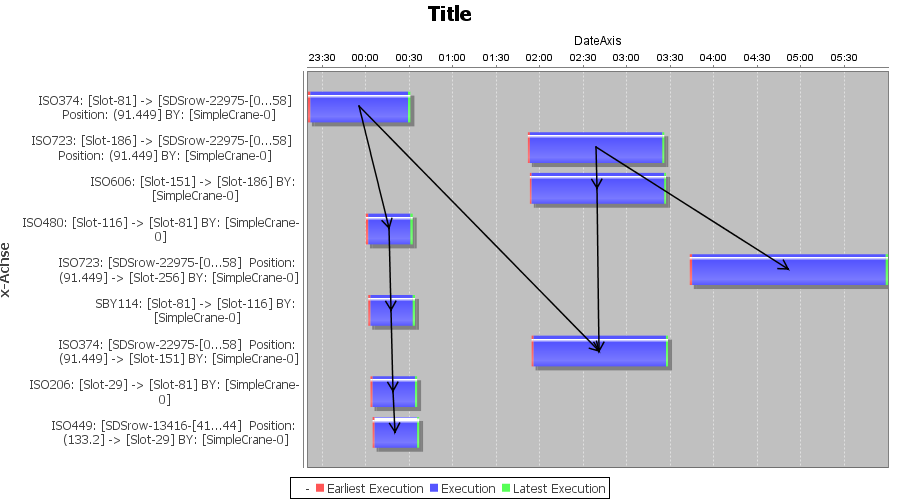 Title
DateAxis
23:30 00:00 00:30 01:00 01:30 02:00 02:30 03:00 03:30 04:00 04:30 05:00 05:30
ISO374: [Slot-81] -> [SDSrow-22975-[0...58]
Position: (91.449] BY: [SimpleCrane-0]
ISO723: [Slot-186] -> [SDSrow-22975-[0...58]
Position: (91.449] BY: [SimpleCrane-0]
ISO606: [Slot-151] -> [Slot-186] BY:
[SimpleCrane-0]
ISO480: [Slot-116] -> [Slot-81] BY: [SimpleCrane-
0]
x-Achse
ISO723: [SDSrow-22975-[0...58] Position:
(91.449] -> [Slot-256] BY: [SimpleCrane-0]
SBY114: [Slot-81] -> [Slot-116] BY:
[SimpleCrane-0]
ISO374: [SDSrow-22975-[0...58] Position:
(91.449] -> [Slot-151] BY: [SimpleCrane-0]
ISO206: [Slot-29] -> [Slot-81] BY: [SimpleCrane-
0]
ISO449: [SDSrow-13416-[41...44] Position:
(133.2] -> [Slot-29] BY: [SimpleCrane-0]
- Earliest Execution Execution Latest Execution